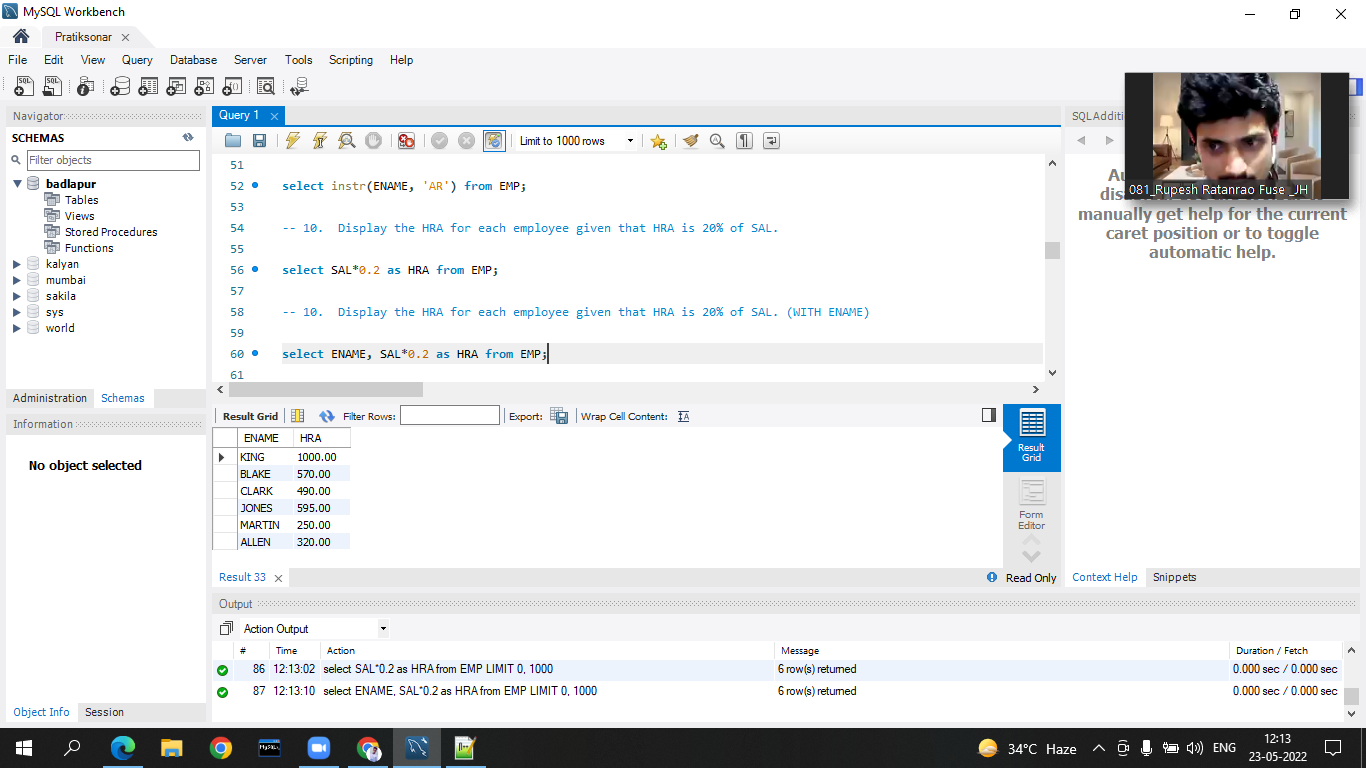 MySQL Workbench
Pratiksonar
File Edit View Query Database Server Tools Scripting Help
Navigator
SCHEMAS
Filter objects
badlapur
Tables
Views
Stored Procedures
Functions
kalyan
mumbai
sakila
sys
world
Administration Schemas
Information
No object selected
Object Info Session
Query 1
Limit to 1000 rows
51
52 select instr(ENAME, 'AR') from EMP;
53
54 -- 10. Display the HRA for each employee given that HRA is 20% of SAL.
55
56 select SAL*0.2 as HRA from EMP;
57
58 -- 10. Display the HRA for each employee given that HRA is 20% of SAL. (WITH ENAME)
59
60 select ENAME, SAL*0.2 as HRA from EMP;
61
Result Grid Filter Rows: Export: Wrap Cell Content:
ENAME HRA
KING 1000.00
BLAKE 570.00
CLARK 490.00
JONES 595.00
MARTIN 250.00
ALLEN 320.00
Result Grid
Form Editor
Result 33 Read Only
SQL Additi
081_Rupesh Ratanrao Fuse _JH
manually get help for the current
caret position or to toggle
automatic help.
Context Help Snippets
Output
Action Output
# Time Action Message Duration / Fetch
86 12:13:02 select SAL*0.2 as HRA from EMP LIMIT 0, 1000 6 row(s) returned 0.000 sec / 0.000 sec
87 12:13:10 select ENAME, SAL*0.2 as HRA from EMP LIMIT 0, 1000 6 row(s) returned 0.000 sec / 0.000 sec
34°C Haze ENG 12:13
23-05-2022